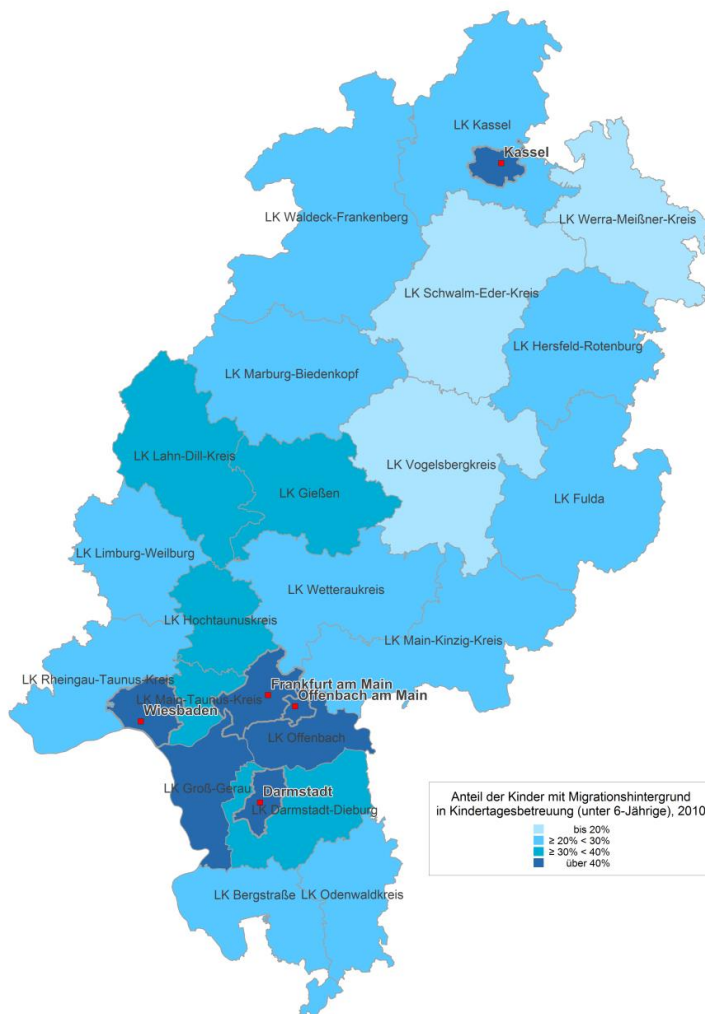 LK Kassel
Kassel
LK Waldeck-Frankenberg
LK Werra-Meißner-Kreis
LK Schwalm-Eder-Kreis
LK Hersfeld-Rotenburg
LK Marburg-Biedenkopf
LK Lahn-Dill-Kreis
LK Vogelsbergkreis
LK Gießen
LK Fulda
LK Limburg-Weilburg
LK Wetteraukreis
LK Hochtaunuskreis
LK Main-Kinzig-Kreis
LK Rheingau-Taunus-Kreis
Frankfurt am Main
Offenbach am Main
LK Main-Taunus-Kreis
Wiesbaden
LK Offenbach
LK Groß-Gerau
Darmstadt
LK Darmstadt-Dieburg
LK Bergstraße
LK Odenwaldkreis
Anteil der Kinder mit Migrationshintergrund
in Kindertagesbetreuung (unter 6-Jährige), 2010
bis 20%
≥ 20% < 30%
≥ 30% < 40%
über 40%